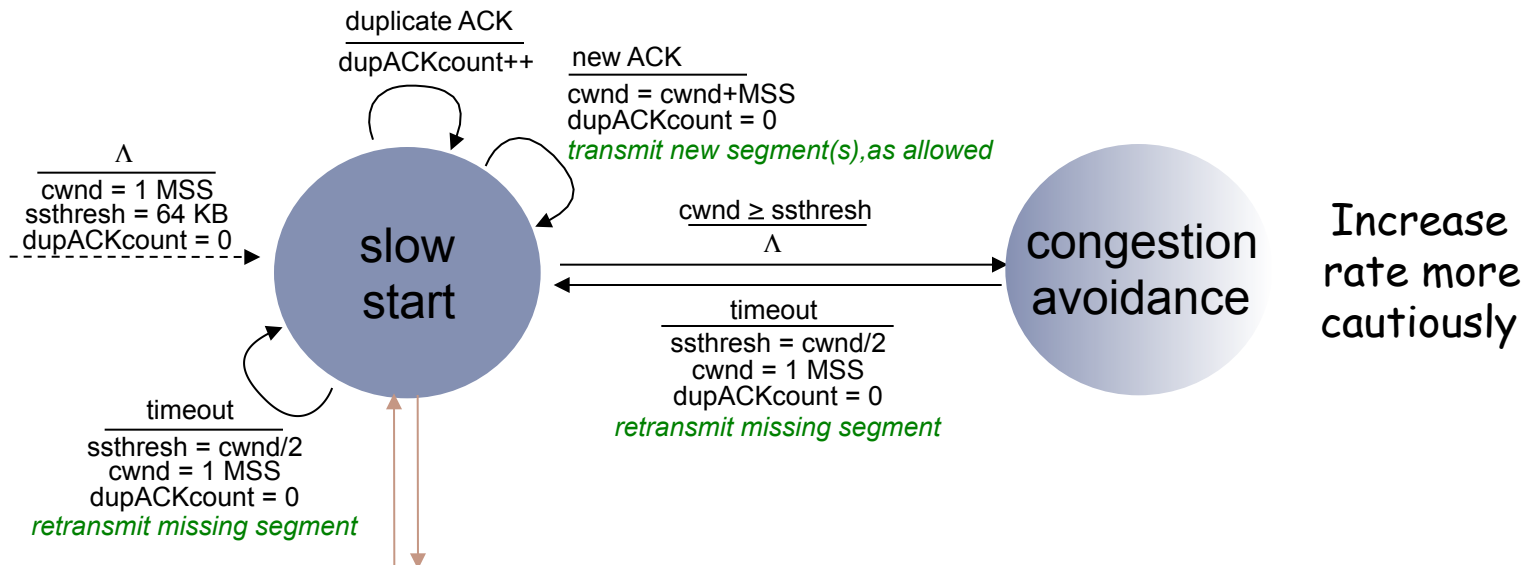 duplicate ACK
dupACKcount++
new ACK
cwnd = cwnd+MSS
dupACKcount = 0
transmit new segment(s),as allowed
Λ
cwnd = 1 MSS
ssthresh = 64 KB
dupACKcount = 0
slow
start
cwnd ≥ ssthresh
Λ
timeout
ssthresh = cwnd/2
cwnd = 1 MSS
dupACKcount = 0
retransmit missing segment
congestion
avoidance
Increase
rate more
cautiously
timeout
ssthresh = cwnd/2
cwnd = 1 MSS
dupACKcount = 0
retransmit missing segment